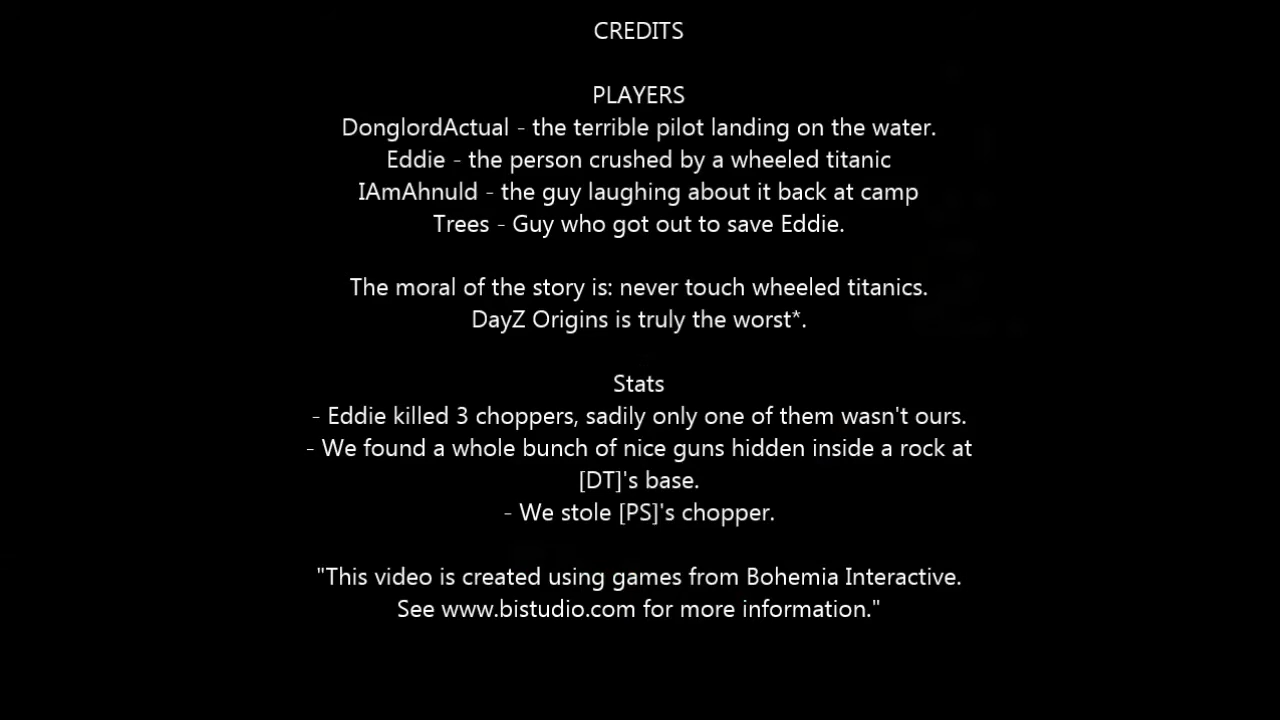 CREDITS
PLAYERS
DonglordActual - the terrible pilot landing on the water.
Eddie - the person crushed by a wheeled titanic
IAmAhnuld - the guy laughing about it back at camp
Trees - Guy who got out to save Eddie.
The moral of the story is: never touch wheeled titanics.
DayZ Origins is truly the worst*.
Stats
- Eddie killed 3 choppers, sadily only one of them wasn't ours.
- We found a whole bunch of nice guns hidden inside a rock at
[DT]'s base.
- We stole [PS]'s chopper.
"This video is created using games from Bohemia Interactive.
See www.bistudio.com for more information."